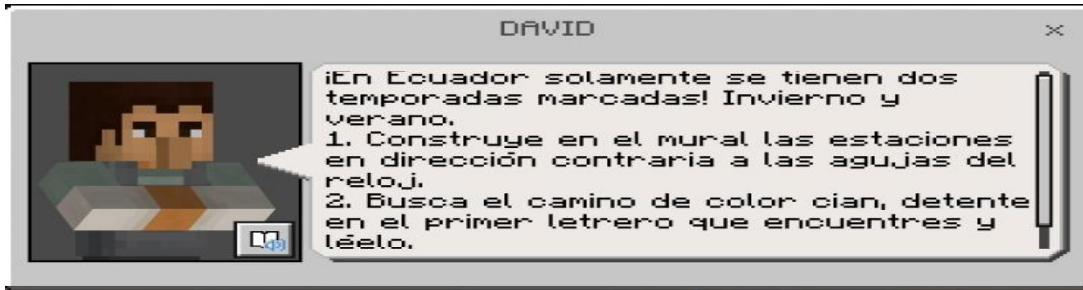 DAVID
¡En Ecuador solamente se tienen dos
temporadas marcadas! Invierno y
verano.
1. Construye en el mural las estaciones
en dirección contraria a las agujas del
reloj.
2. Busca el camino de color cian, detente
en el primer letrero que encuentres y
léelo.